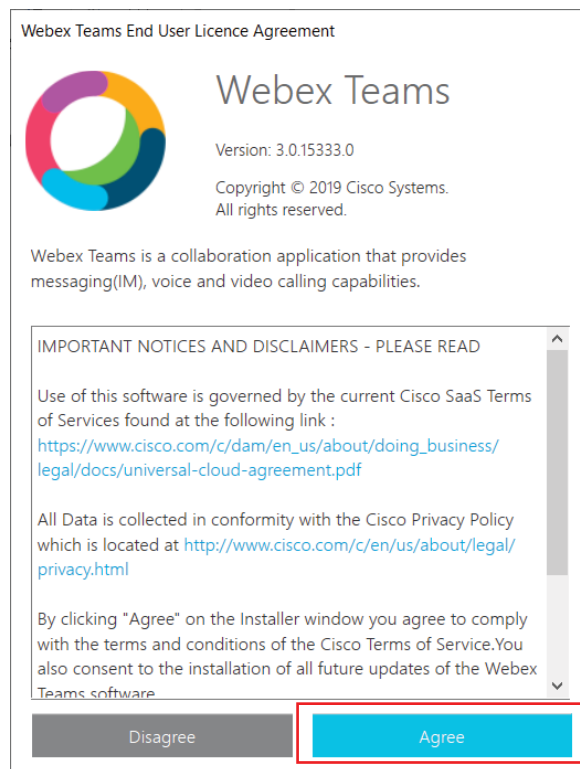 Webex Teams End User Licence Agreement
Webex Teams
Version: 3.0.15333.0
Copyright © 2019 Cisco Systems.
All rights reserved.
Webex Teams is a collaboration application that provides
messaging(IM), voice and video calling capabilities.
IMPORTANT NOTICES AND DISCLAIMERS - PLEASE READ
Use of this software is governed by the current Cisco SaaS Terms
of Services found at the following link :
https://www.cisco.com/c/dam/en_us/about/doing_business/
legal/docs/universal-cloud-agreement.pdf
All Data is collected in conformity with the Cisco Privacy Policy
which is located at http://www.cisco.com/c/en/us/about/legal/
privacy.html
By clicking "Agree" on the Installer window you agree to comply
with the terms and conditions of the Cisco Terms of Service.You
also consent to the installation of all future updates of the Webex
Teams software
Disagree
Agree